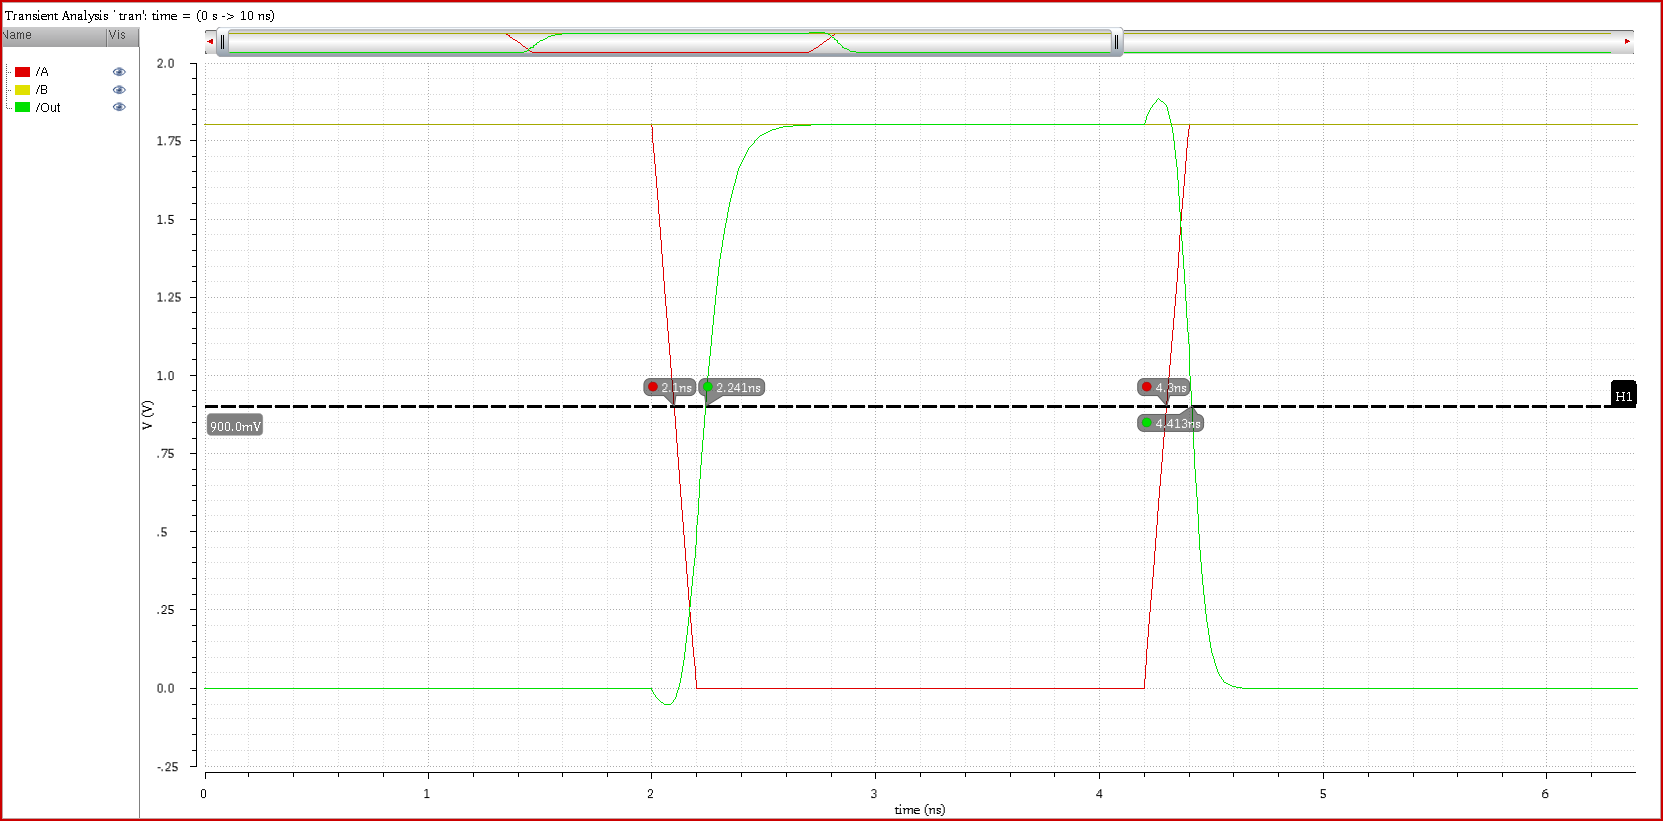 Transient Analysis `tran': time = (0 s -> 10 ns)
Name Vis
/A
/B
/Out
2.0
1.75
1.5
1.25
1.0
.75
.5
.25
0.0
-.25
V (V)
2.1ns
2.241ns
4.3ns
4.413ns
900.0mV
H1
0 1 2 3 4 5 6
time (ns)